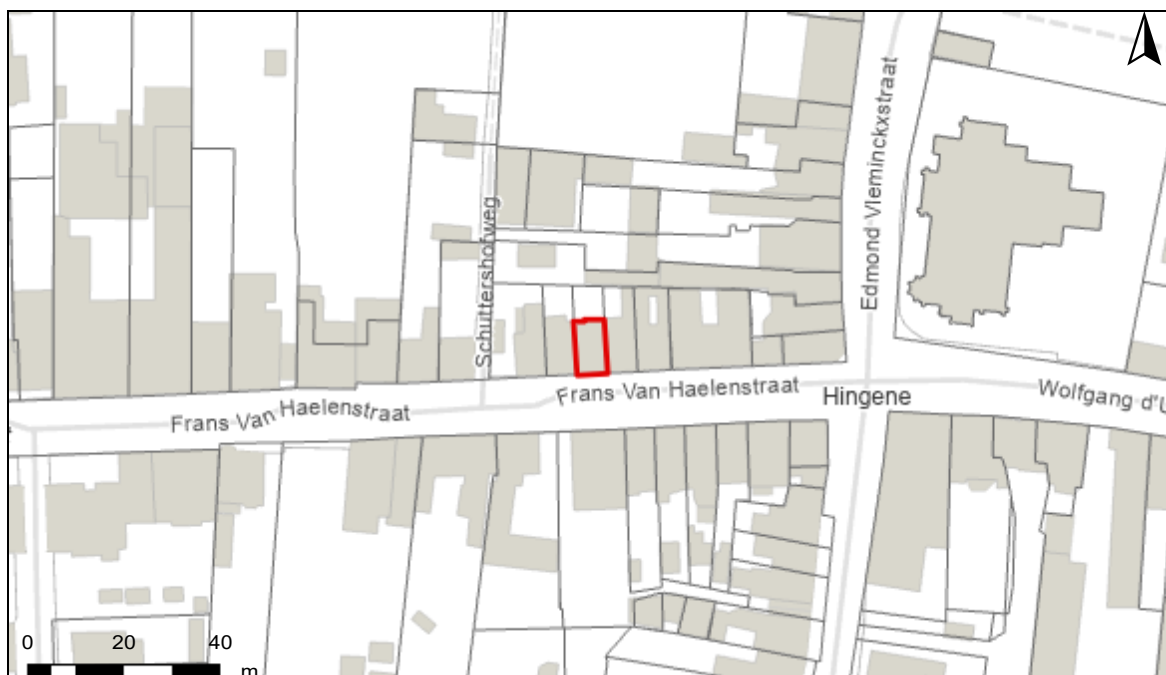 Edmond-Vleminckxstraat
Schuttershofweg
Frans Van Haelenstraat
Frans Van Haelenstraat
Hingene
Wolfgang d'U
0 20 40
m